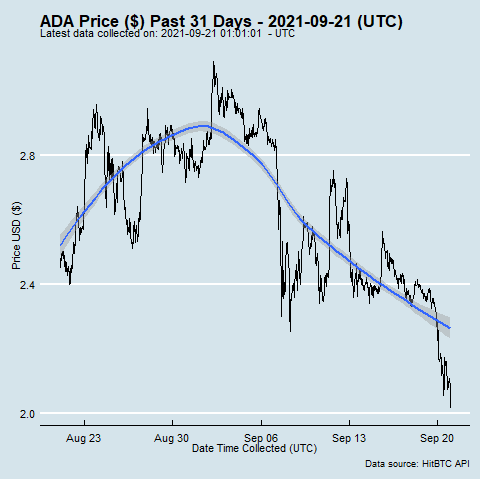 ADA Price ($) Past 31 Days - 2021-09-21 (UTC)
Latest data collected on: 2021-09-21 01:01:01 - UTC
Price USD ($)
2.8
2.4
2.0
Aug 23 Aug 30 Sep 06 Sep 13 Sep 20
Date Time Collected (UTC)
Data source: HitBTC API